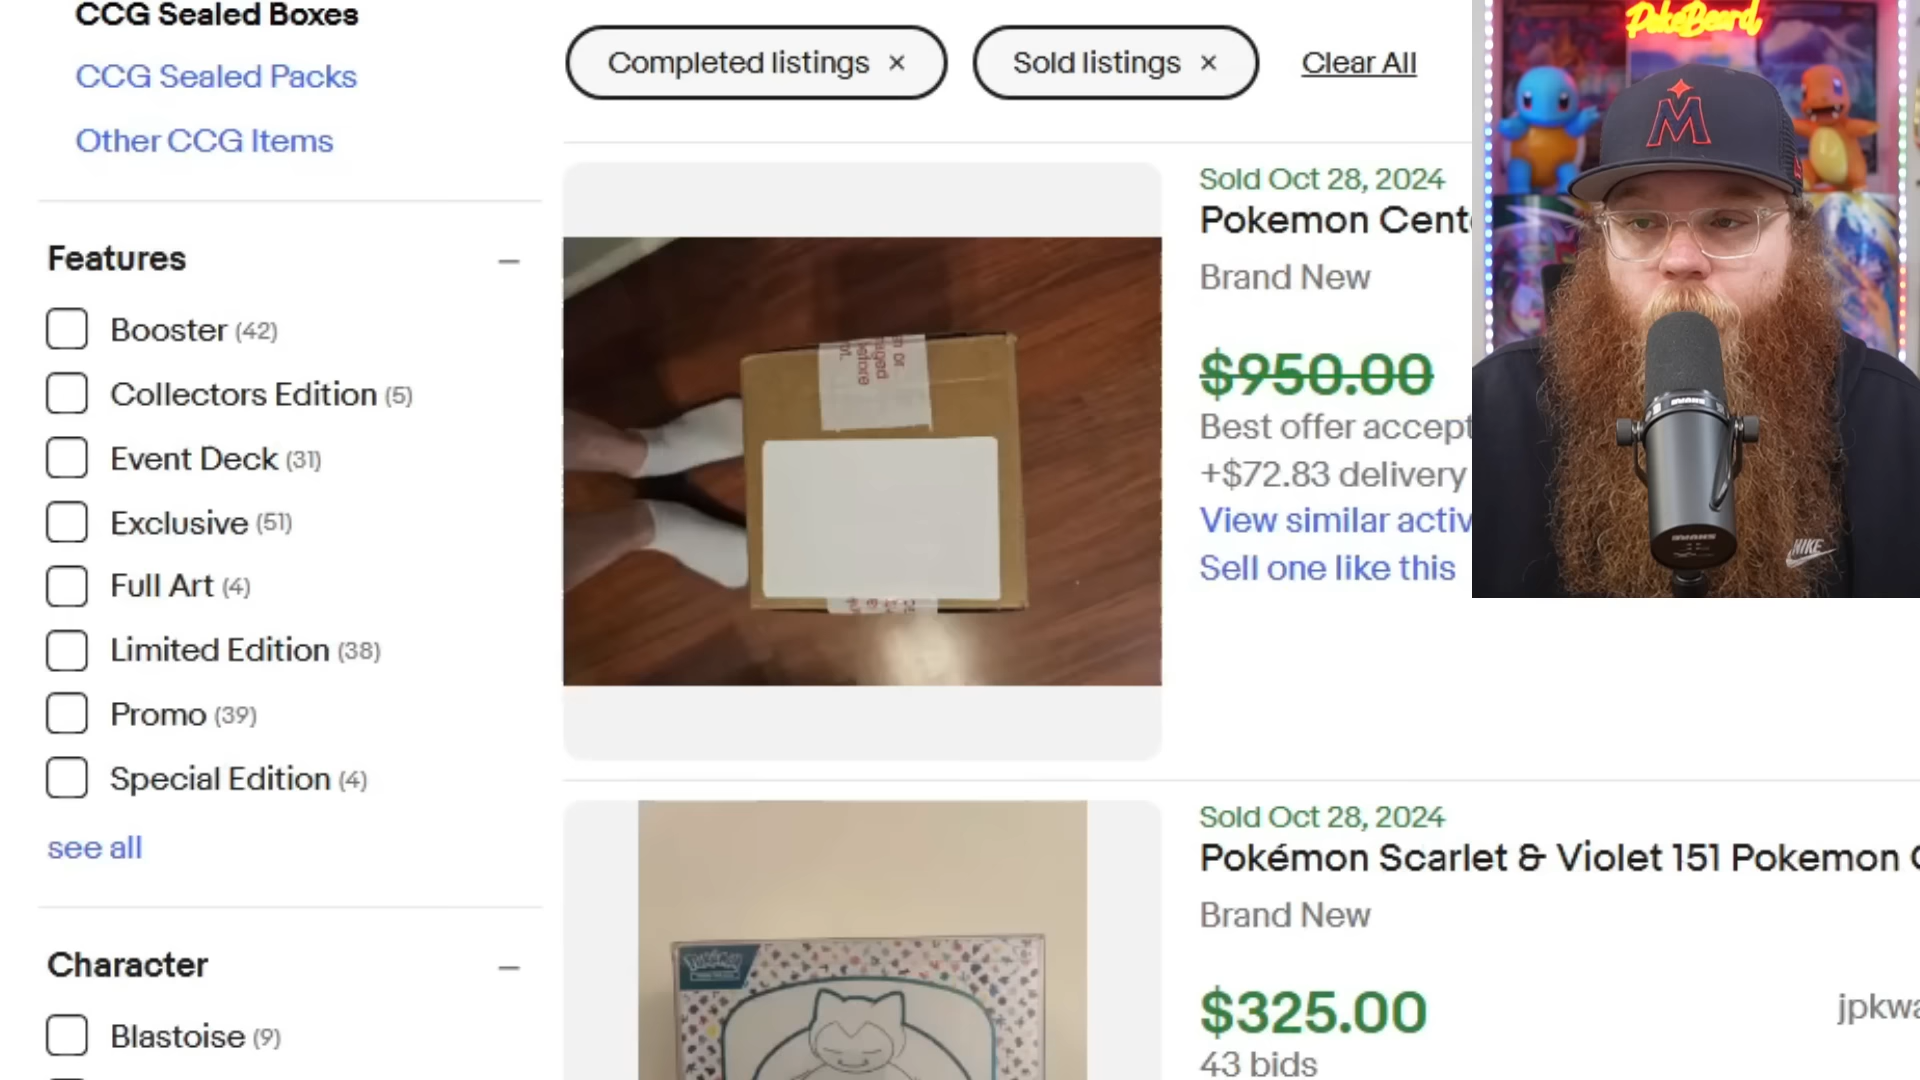 CCG Sealed Boxes
CCG Sealed Packs
Other CCG Items
Features
Booster (42)
Collectors Edition (5)
Event Deck (31)
Exclusive (51)
Full Art (4)
Limited Edition (38)
Promo (39)
Special Edition (4)
see all
Character
Blastoise (9)
Completed listings ×
Sold listings ×
Clear All
Sold Oct 28, 2024
Pokemon Cent
Brand New
$950.00
Best offer accept
+$72.83 delivery
View similar activ
Sell one like this
Sold Oct 28, 2024
Pokémon Scarlet & Violet 151 Pokemon C
Brand New
$325.00
43 bids
jpkwa
Pokémon
PokeBeard
M
SHURE
NIKE